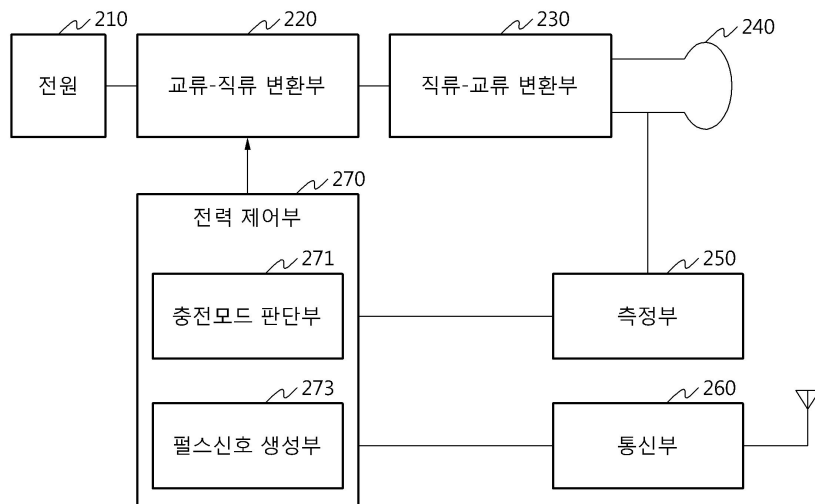 210
220
230
240
전원
교류-직류 변환부
직류-교류 변환부
270
전력 제어부
271
250
충전모드 판단부
측정부
273
260
펄스신호 생성부
통신부